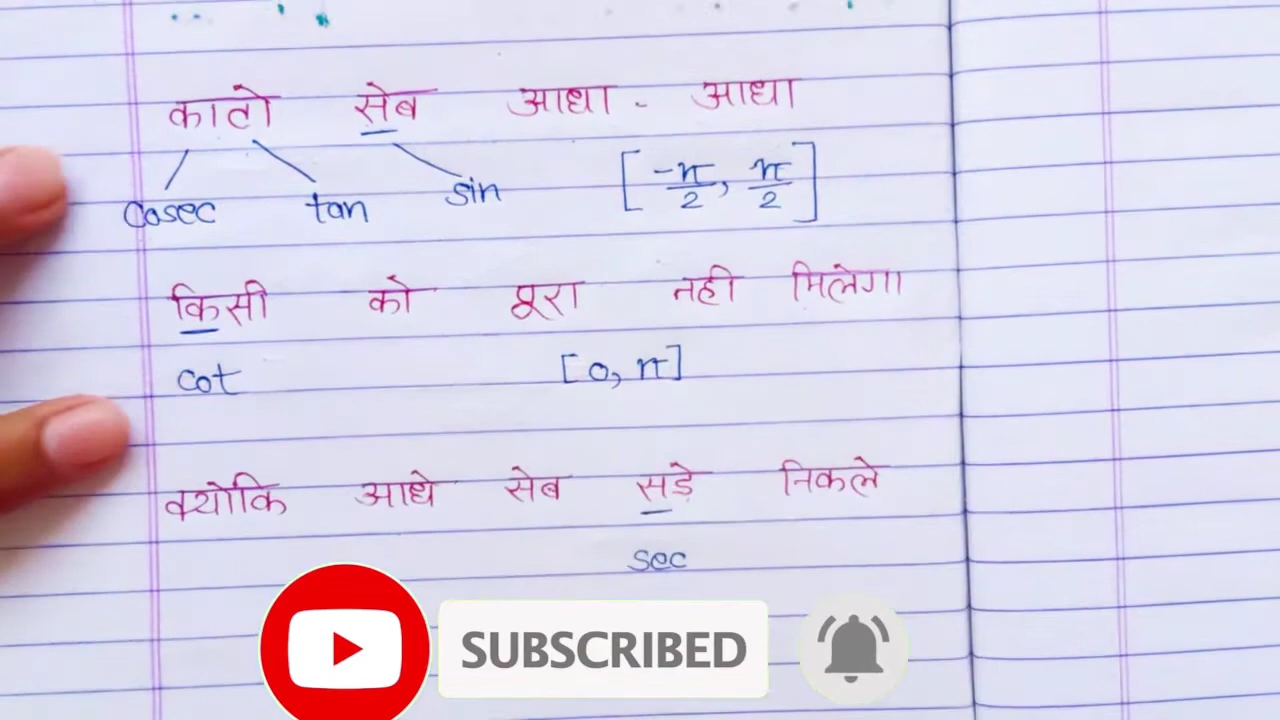 काटो सेब आधा - आधा
cosec tan sin [-π/2, π/2]
किसी को पूरा नही मिलेगा
cot [0, π]
क्योकि आधे सेब सड़े निकले
sec
SUBSCRIBED